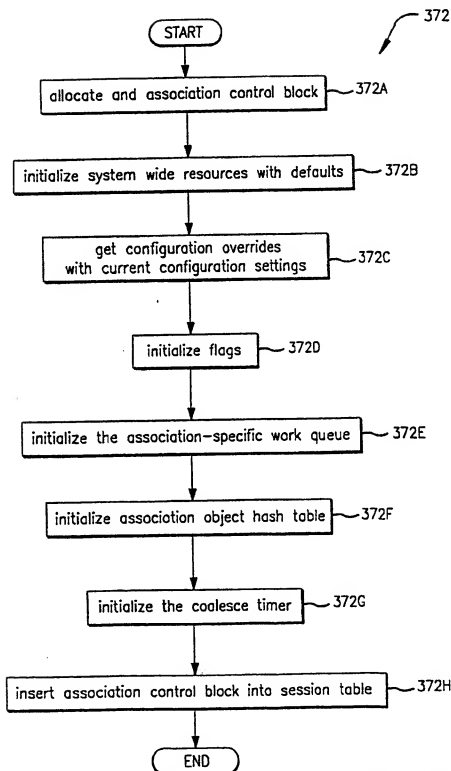 372
START
allocate and association control block
372A
initialize system wide resources with defaults
372B
get configuration overrides
with current configuration settings
372C
initialize flags
372D
initialize the association-specific work queue
372E
initialize association object hash table
372F
initialize the coalesce timer
372G
insert association control block into session table
372H
END